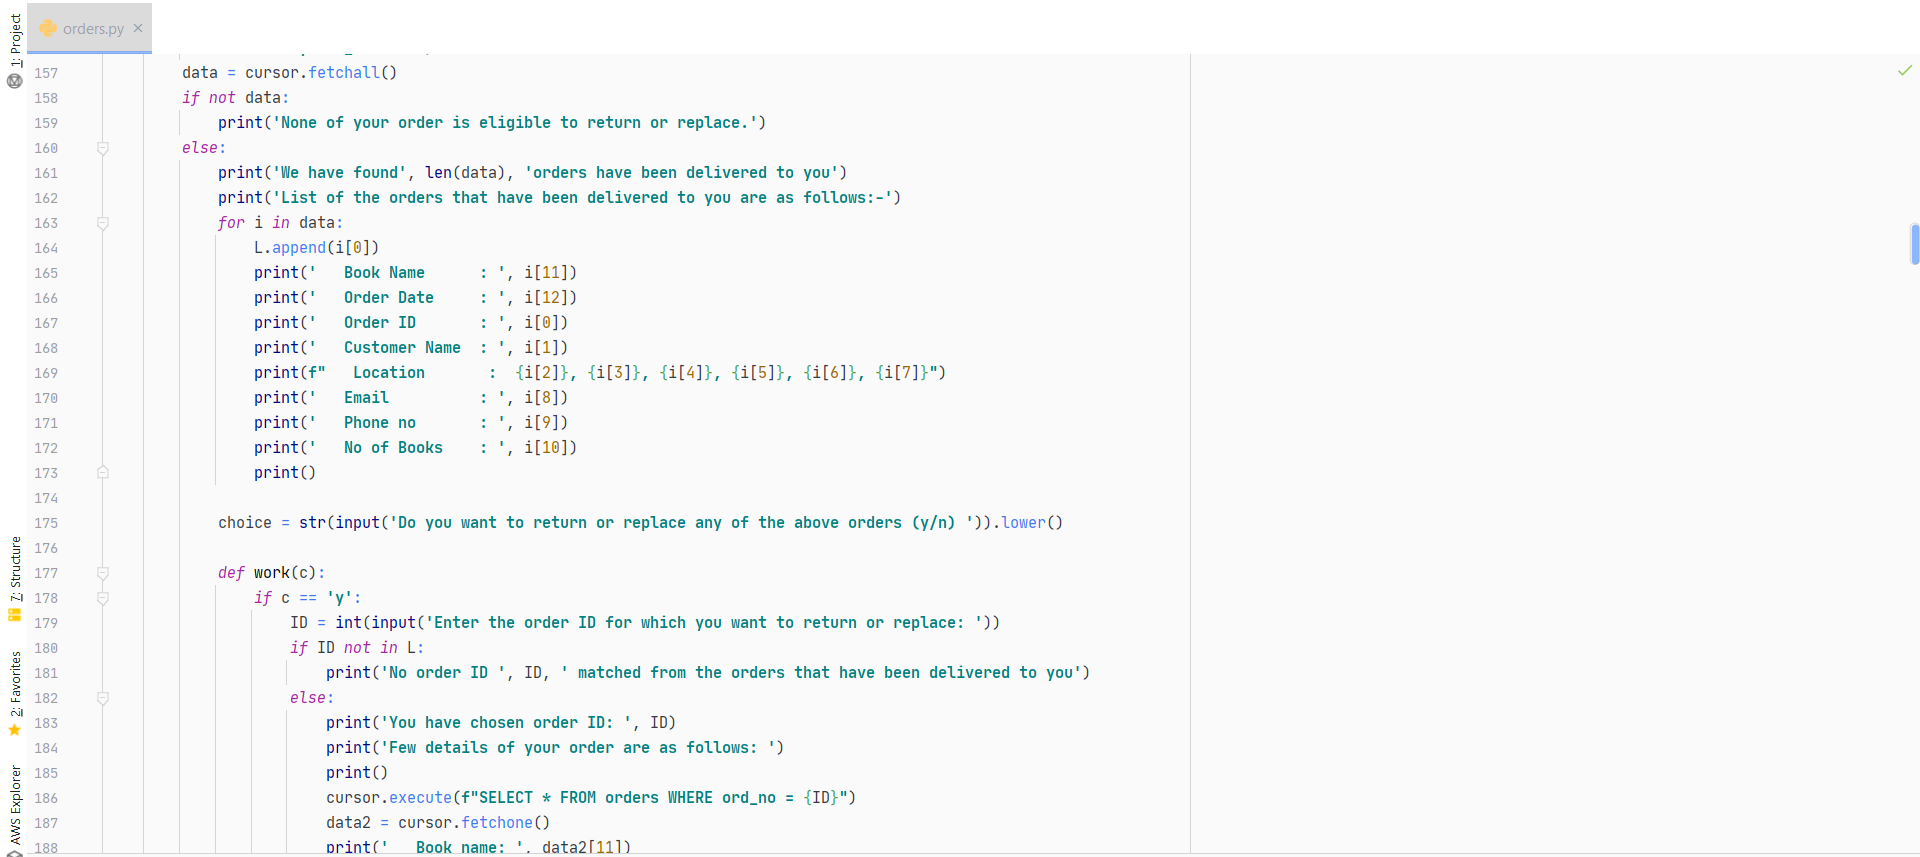 orders.py
1: Project
7: Structure
2: Favorites
AWS Explorer
157 data = cursor.fetchall()
158 if not data:
159 print('None of your order is eligible to return or replace.')
160 else:
161 print('We have found', len(data), 'orders have been delivered to you')
162 print('List of the orders that have been delivered to you are as follows:-')
163 for i in data:
164 L.append(i[0])
165 print('   Book Name      : ', i[11])
166 print('   Order Date     : ', i[12])
167 print('   Order ID       : ', i[0])
168 print('   Customer Name  : ', i[1])
169 print(f"   Location       :  {i[2]}, {i[3]}, {i[4]}, {i[5]}, {i[6]}, {i[7]}")
170 print('   Email          : ', i[8])
171 print('   Phone no       : ', i[9])
172 print('   No of Books    : ', i[10])
173 print()
174
175 choice = str(input('Do you want to return or replace any of the above orders (y/n) ')).lower()
176
177 def work(c):
178 if c == 'y':
179 ID = int(input('Enter the order ID for which you want to return or replace: '))
180 if ID not in L:
181 print('No order ID ', ID, ' matched from the orders that have been delivered to you')
182 else:
183 print('You have chosen order ID: ', ID)
184 print('Few details of your order are as follows: ')
185 print()
186 cursor.execute(f"SELECT * FROM orders WHERE ord_no = {ID}")
187 data2 = cursor.fetchone()
188 print('   Book name: ', data2[11])